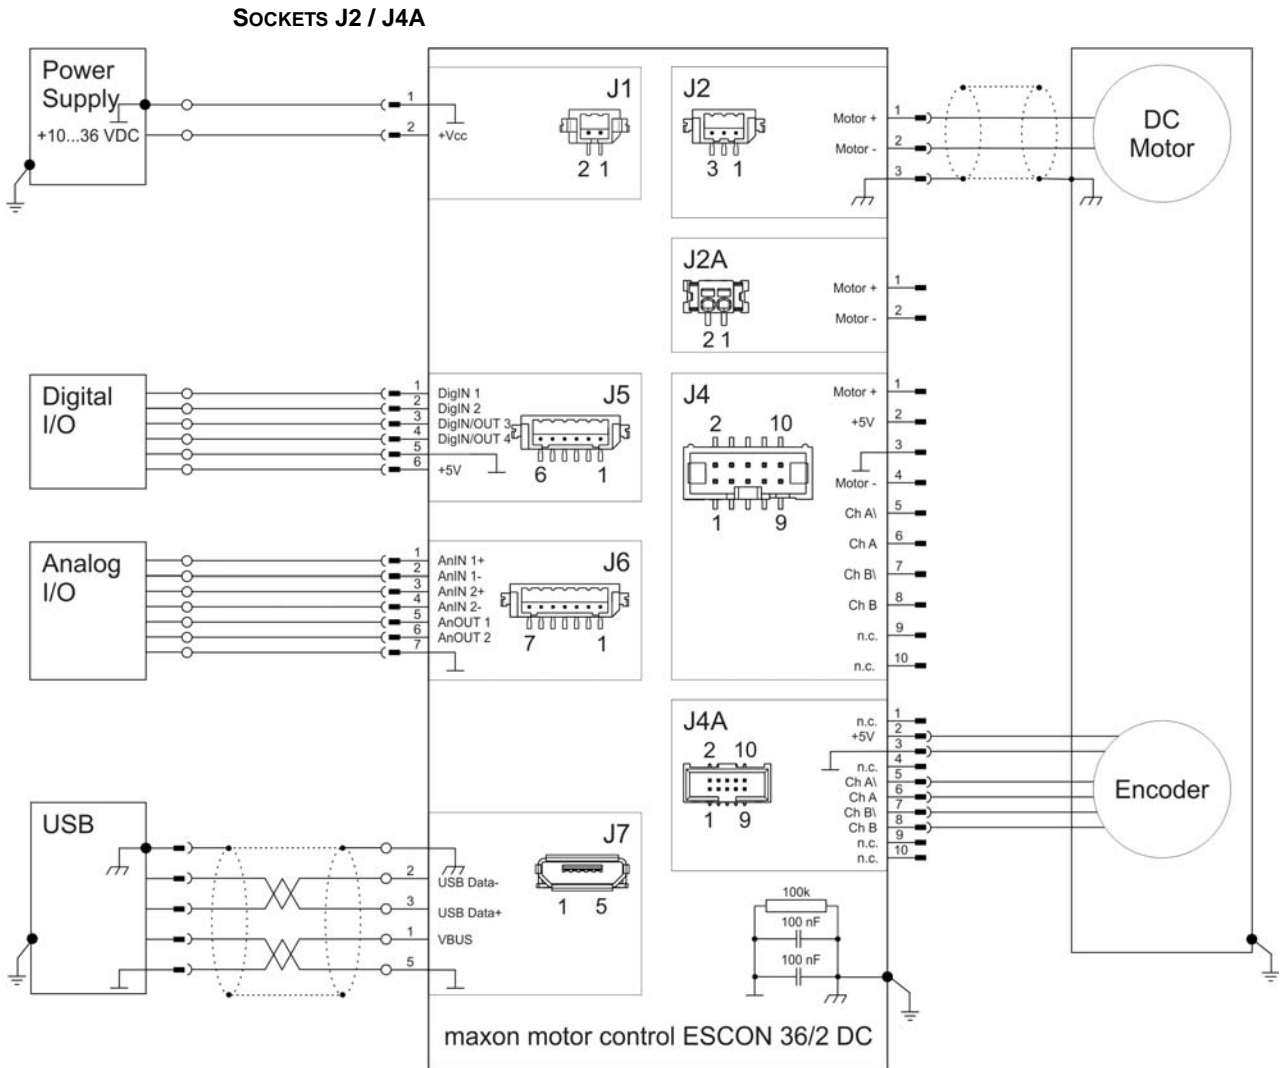 SOCKETS J2 / J4A
Power
Supply
+10...36 VDC
1
2
+Vcc
J1
2 1
J2
3 1
Motor +
Motor -
1
2
3
DC
Motor
J2A
2 1
Motor +
Motor -
1
2
Digital
I/O
1
2
3
4
5
6
DigIN 1
DigIN 2
DigIN/OUT 3
DigIN/OUT 4
+5V
J5
6 1
J4
2 10
1 9
Motor +
+5V
Motor -
Ch A\
Ch A
Ch B\
Ch B
n.c.
n.c.
1
2
3
4
5
6
7
8
9
10
Analog
I/O
1
2
3
4
5
6
7
AnIN 1+
AnIN 1-
AnIN 2+
AnIN 2-
AnOUT 1
AnOUT 2
J6
7 1
J4A
2 10
1 9
n.c.
+5V
n.c.
Ch A\
Ch A
Ch B\
Ch B
n.c.
n.c.
1
2
3
4
5
6
7
8
9
10
Encoder
USB
2
3
1
5
USB Data-
USB Data+
VBUS
J7
1 5
100k
100 nF
100 nF
maxon motor control ESCON 36/2 DC